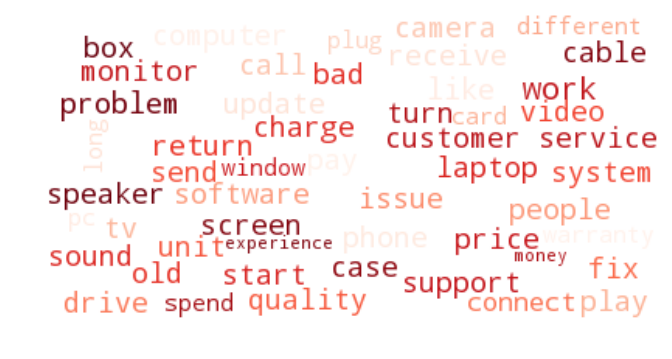 camera different
box computer plug
receive cable
monitor call bad
like work
problem update
turn card video
charge
long return customer service
send window pay laptop system
speaker software issue
people
pc tv screen
unit experience phone price warranty
sound money
old start case support fix
drive spend quality connect play